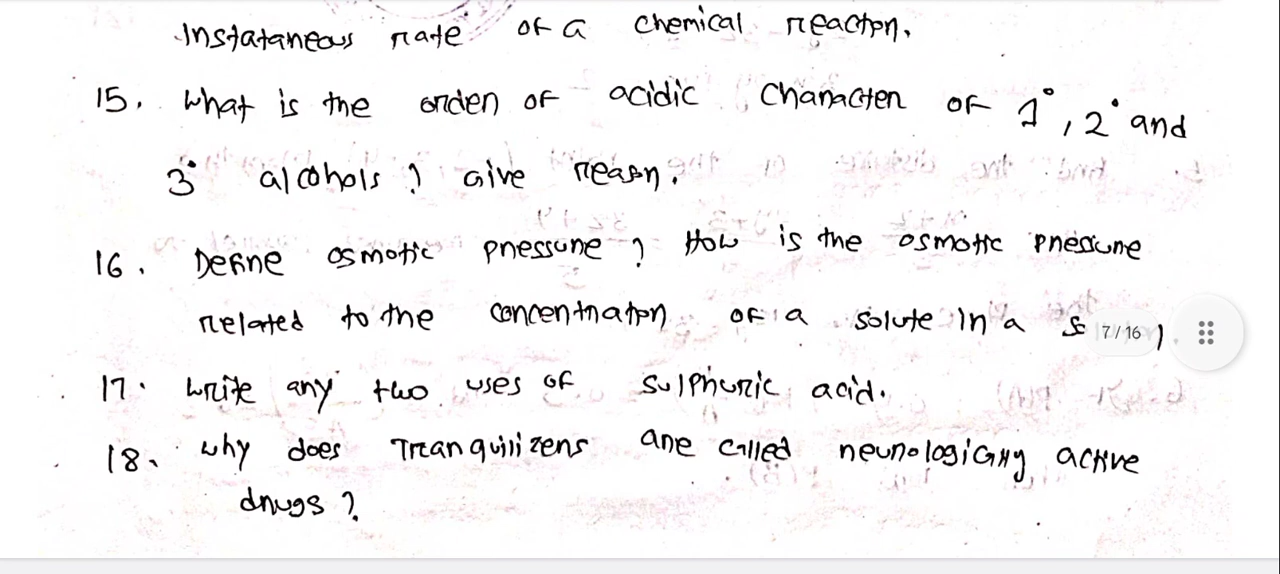 Instataneous rate of a chemical reaction.
15. What is the order of acidic character of 1°, 2° and
3° alcohols? Give reason.
16. Define osmotic pressure? How is the osmotic pressure
related to the concentration of a solute in a
7/16
17. Write any two uses of sulphuric acid.
18. Why does Tranquilizers are called neurologically active
drugs?